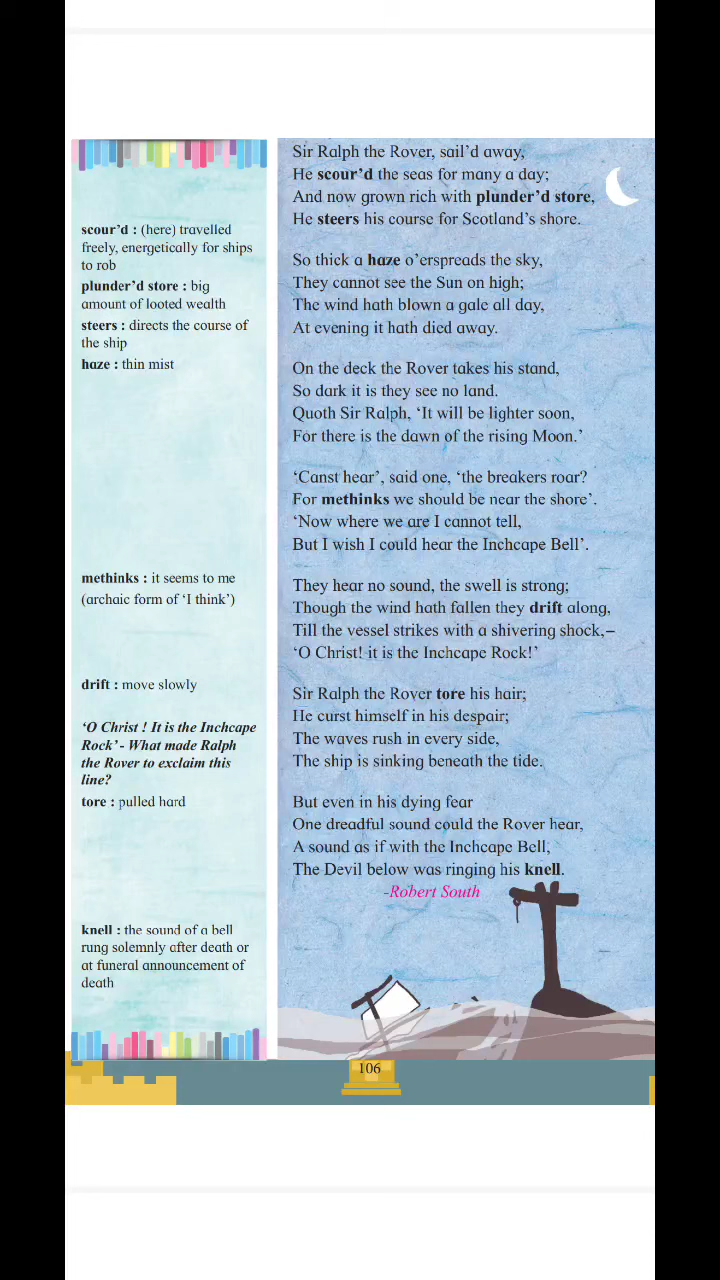 scour'd : (here) travelled
freely, energetically for ships
to rob
plunder'd store : big
amount of looted wealth
steers : directs the course of
the ship
haze : thin mist
methinks : it seems to me
(archaic form of 'I think')
drift : move slowly
'O Christ ! It is the Inchcape
Rock' - What made Ralph
the Rover to exclaim this
line?
tore : pulled hard
knell : the sound of a bell
rung solemnly after death or
at funeral announcement of
death
Sir Ralph the Rover, sail'd away,
He scour'd the seas for many a day;
And now grown rich with plunder'd store,
He steers his course for Scotland's shore.
So thick a haze o'erspreads the sky,
They cannot see the Sun on high;
The wind hath blown a gale all day,
At evening it hath died away.
On the deck the Rover takes his stand,
So dark it is they see no land.
Quoth Sir Ralph, 'It will be lighter soon,
For there is the dawn of the rising Moon.'
'Canst hear', said one, 'the breakers roar?
For methinks we should be near the shore'.
'Now where we are I cannot tell,
But I wish I could hear the Inchcape Bell'.
They hear no sound, the swell is strong;
Though the wind hath fallen they drift along,
Till the vessel strikes with a shivering shock,–
'O Christ! it is the Inchcape Rock!'
Sir Ralph the Rover tore his hair;
He curst himself in his despair;
The waves rush in every side,
The ship is sinking beneath the tide.
But even in his dying fear
One dreadful sound could the Rover hear,
A sound as if with the Inchcape Bell,
The Devil below was ringing his knell.
-Robert South
106